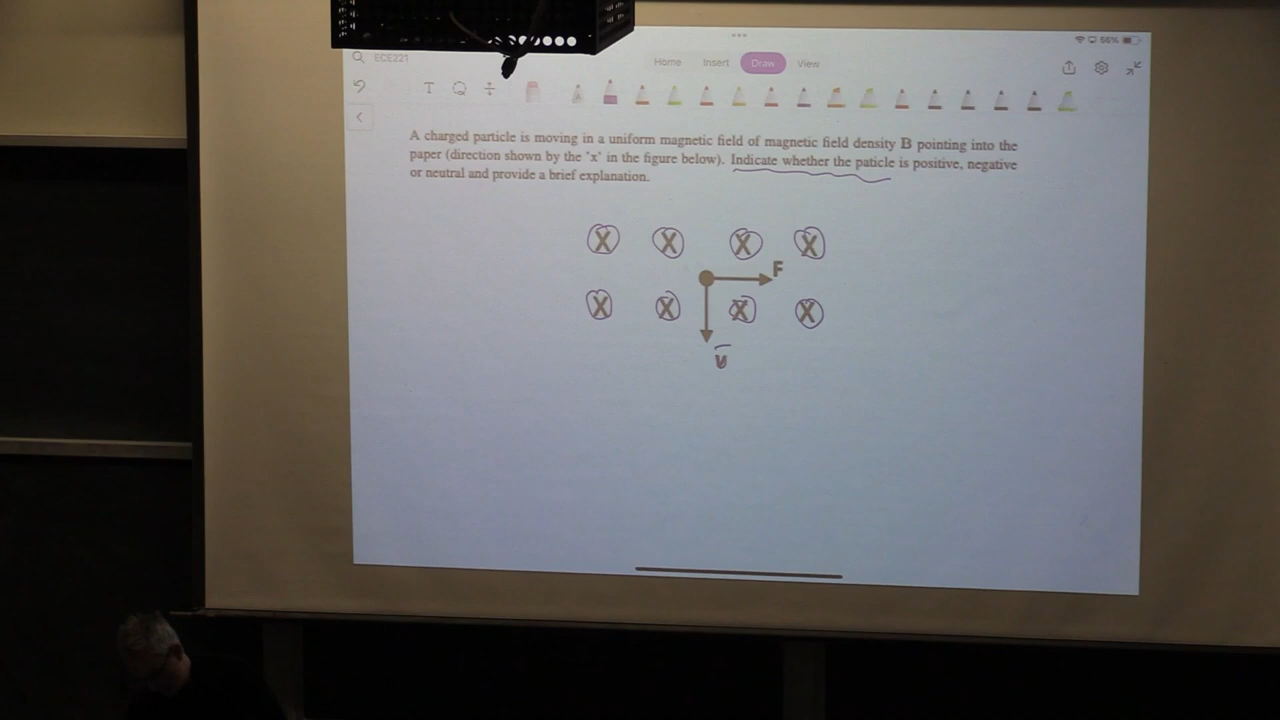 56%
ECE221
Home Insert Draw View
T
A charged particle is moving in a uniform magnetic field of magnetic field density B pointing into the
paper (direction shown by the "x" in the figure below). Indicate whether the paticle is positive, negative
or neutral and provide a brief explanation.
X X X X
F
X X X X
u